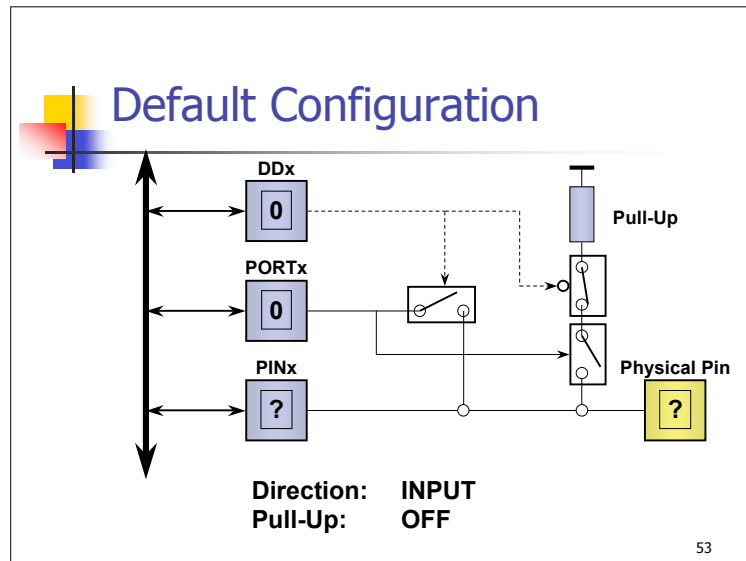 Default Configuration
DDx
0
Pull-Up
PORTx
0
PINx
?
Physical Pin
?
Direction: INPUT
Pull-Up: OFF
53